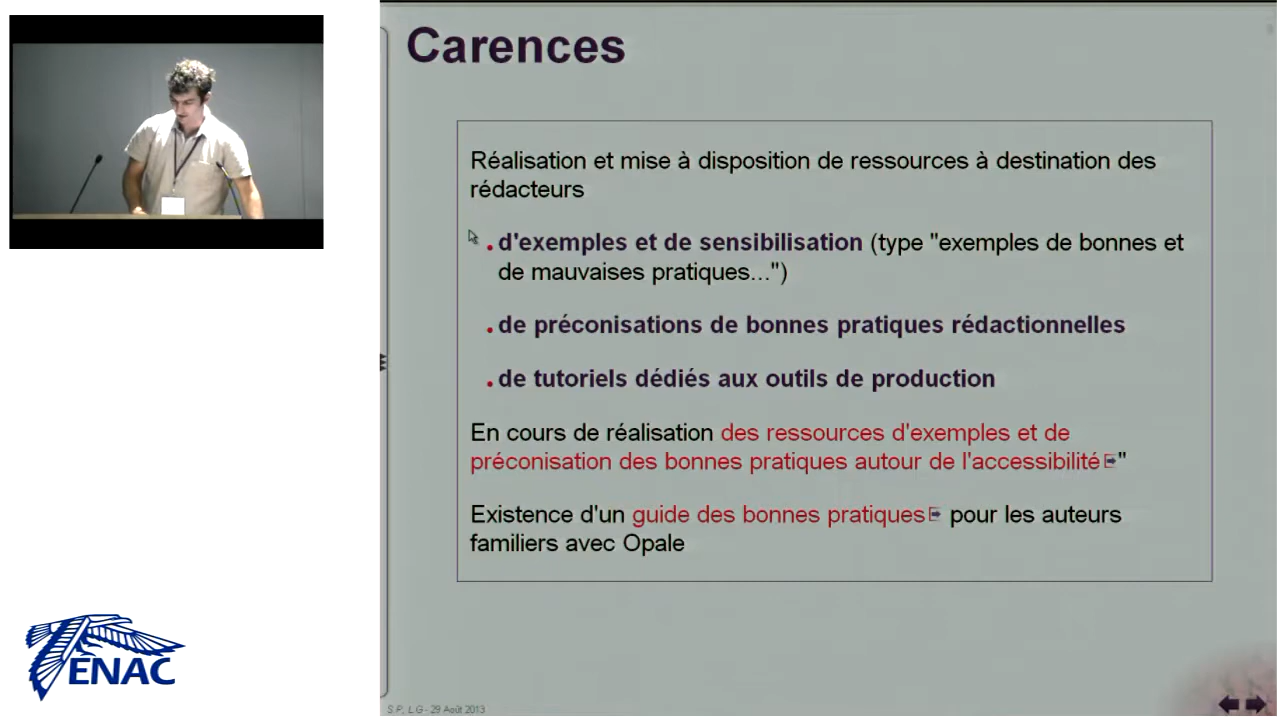 Carences
Réalisation et mise à disposition de ressources à destination des
rédacteurs
d'exemples et de sensibilisation (type "exemples de bonnes et
de mauvaises pratiques...")
de préconisations de bonnes pratiques rédactionnelles
de tutoriels dédiés aux outils de production
En cours de réalisation des ressources d'exemples et de
préconisation des bonnes pratiques autour de l'accessibilité"
Existence d'un guide des bonnes pratiques pour les auteurs
familiers avec Opale
ENAC
S.P., L.G - 29 Août 2013